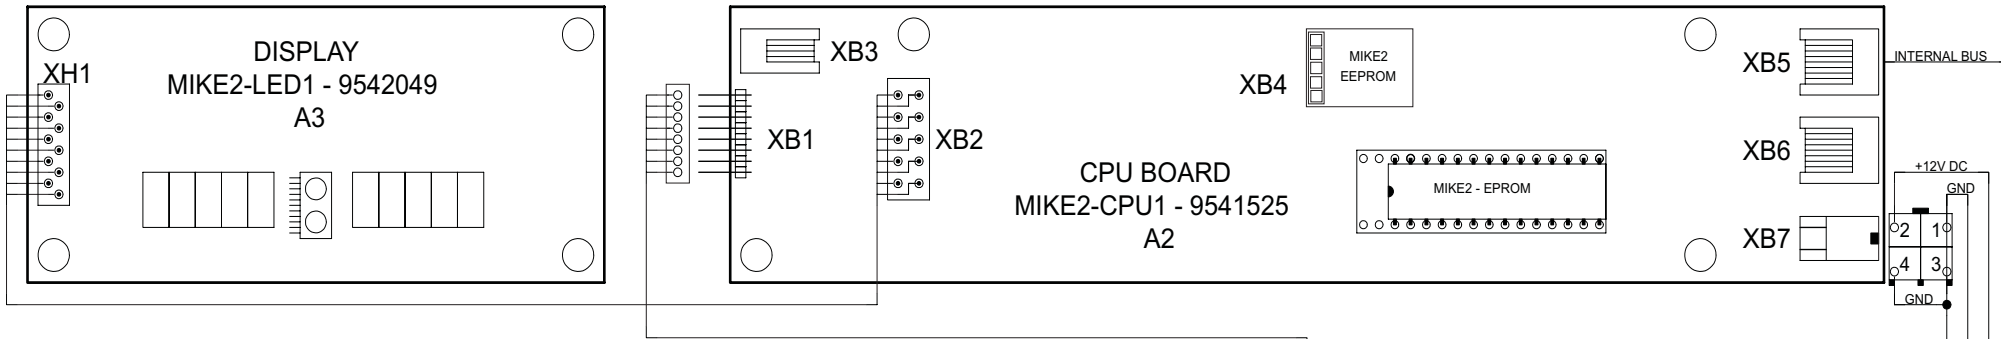 DISPLAY
MIKE2-LED1 - 9542049
A3
XH1
XB3
XB1
XB2
XB4
MIKE2
EEPROM
CPU BOARD
MIKE2-CPU1 - 9541525
A2
MIKE2 - EPROM
XB5
XB6
XB7
INTERNAL BUS
+12V DC
GND
2 1
4 3
GND